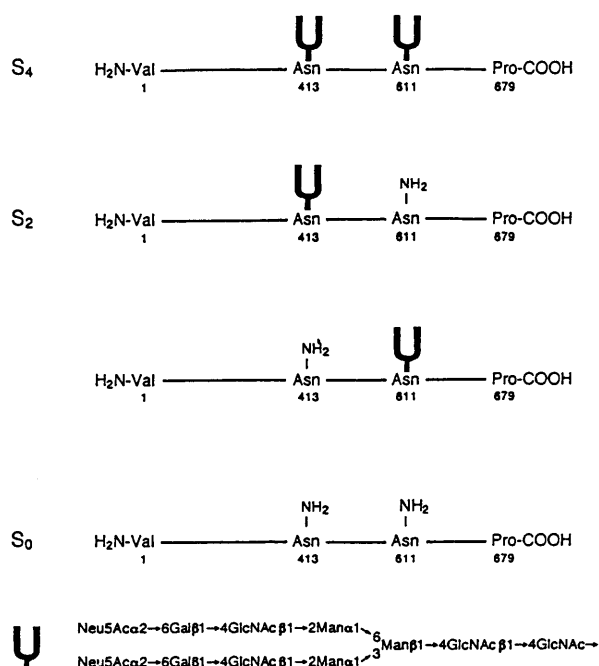 S₄ H₂N-Val Asn Asn Pro-COOH
1 413 611 679
NH₂
S₂ H₂N-Val Asn Asn Pro-COOH
1 413 611 679
NH₂
H₂N-Val Asn Asn Pro-COOH
1 413 611 679
NH₂ NH₂
S₀ H₂N-Val Asn Asn Pro-COOH
1 413 611 679
Neu5Acα2→6Galβ1→4GlcNAcβ1→2Manα1
6
Manβ1→4GlcNAcβ1→4GlcNAc→
3
Neu5Acα2→6Galβ1→4GlcNAcβ1→2Manα1